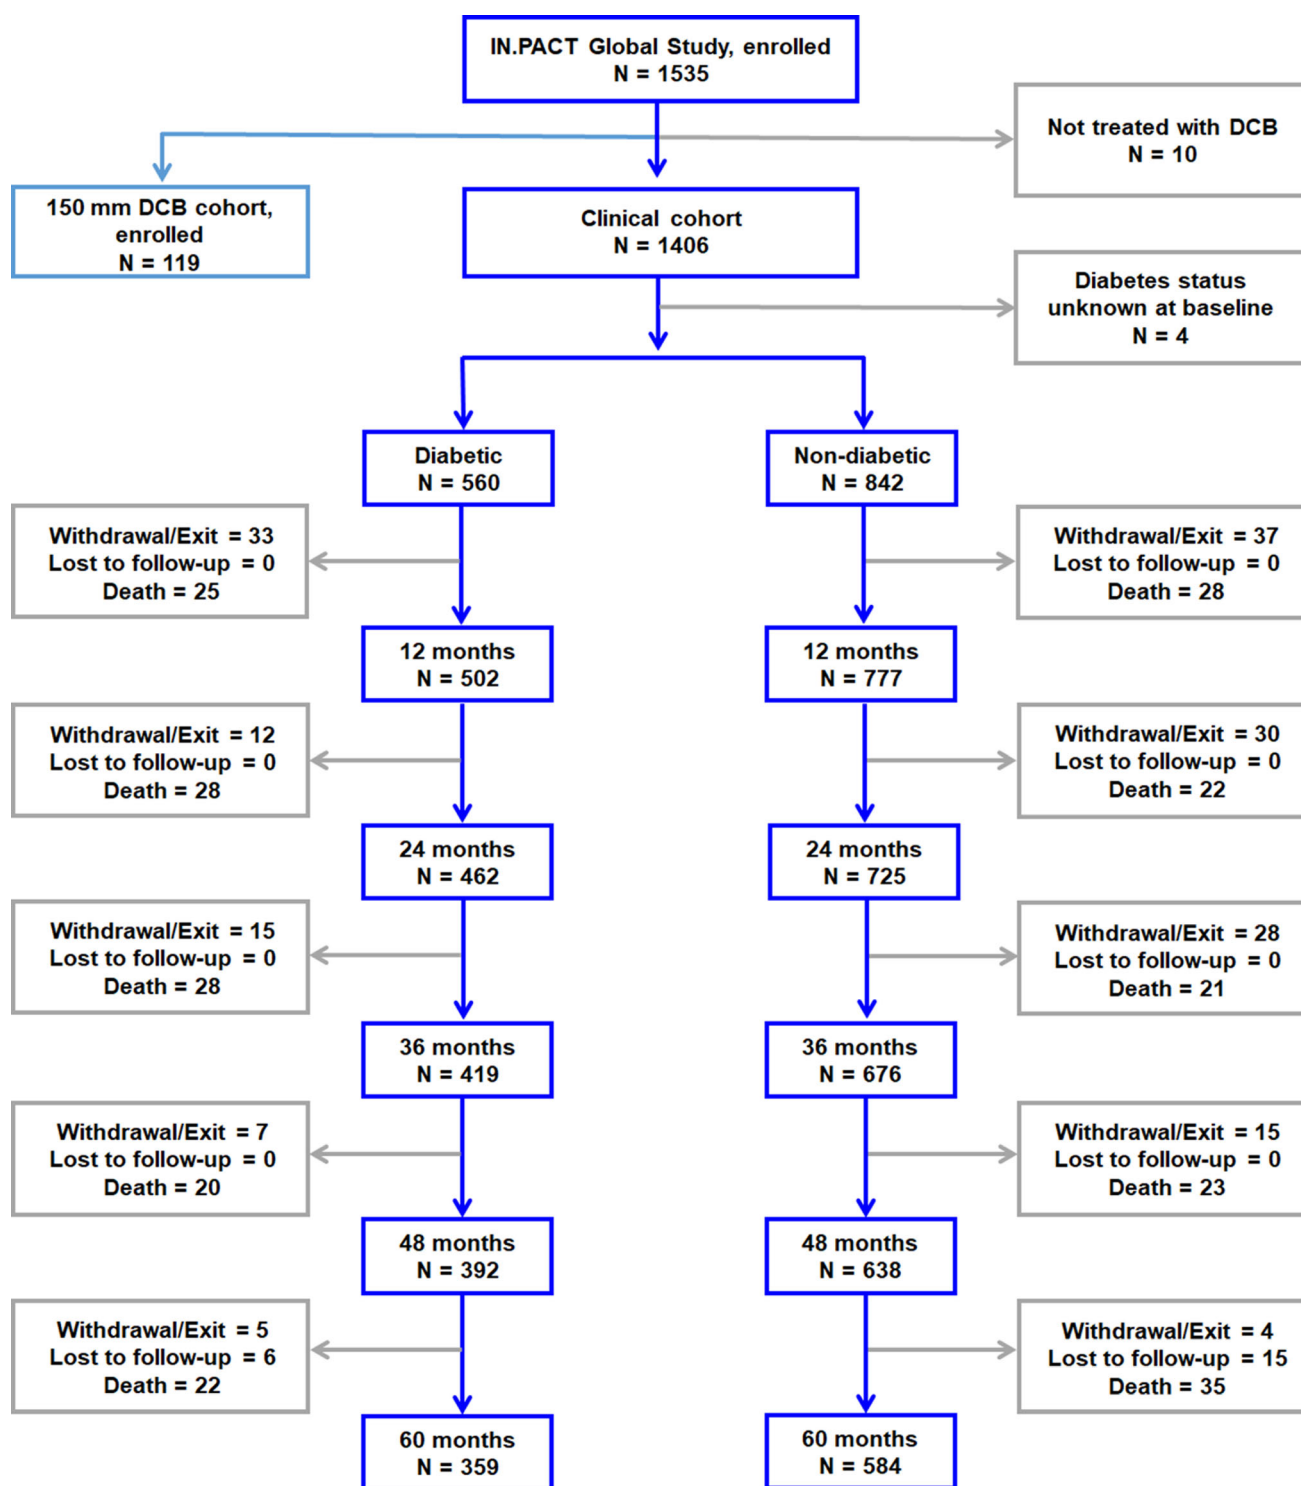 IN.PACT Global Study, enrolled
N = 1535
Not treated with DCB
N = 10
150 mm DCB cohort,
enrolled
N = 119
Clinical cohort
N = 1406
Diabetes status
unknown at baseline
N = 4
Diabetic
N = 560
Non-diabetic
N = 842
Withdrawal/Exit = 33
Lost to follow-up = 0
Death = 25
Withdrawal/Exit = 37
Lost to follow-up = 0
Death = 28
12 months
N = 502
12 months
N = 777
Withdrawal/Exit = 12
Lost to follow-up = 0
Death = 28
Withdrawal/Exit = 30
Lost to follow-up = 0
Death = 22
24 months
N = 462
24 months
N = 725
Withdrawal/Exit = 15
Lost to follow-up = 0
Death = 28
Withdrawal/Exit = 28
Lost to follow-up = 0
Death = 21
36 months
N = 419
36 months
N = 676
Withdrawal/Exit = 7
Lost to follow-up = 0
Death = 20
Withdrawal/Exit = 15
Lost to follow-up = 0
Death = 23
48 months
N = 392
48 months
N = 638
Withdrawal/Exit = 5
Lost to follow-up = 6
Death = 22
Withdrawal/Exit = 4
Lost to follow-up = 15
Death = 35
60 months
N = 359
60 months
N = 584